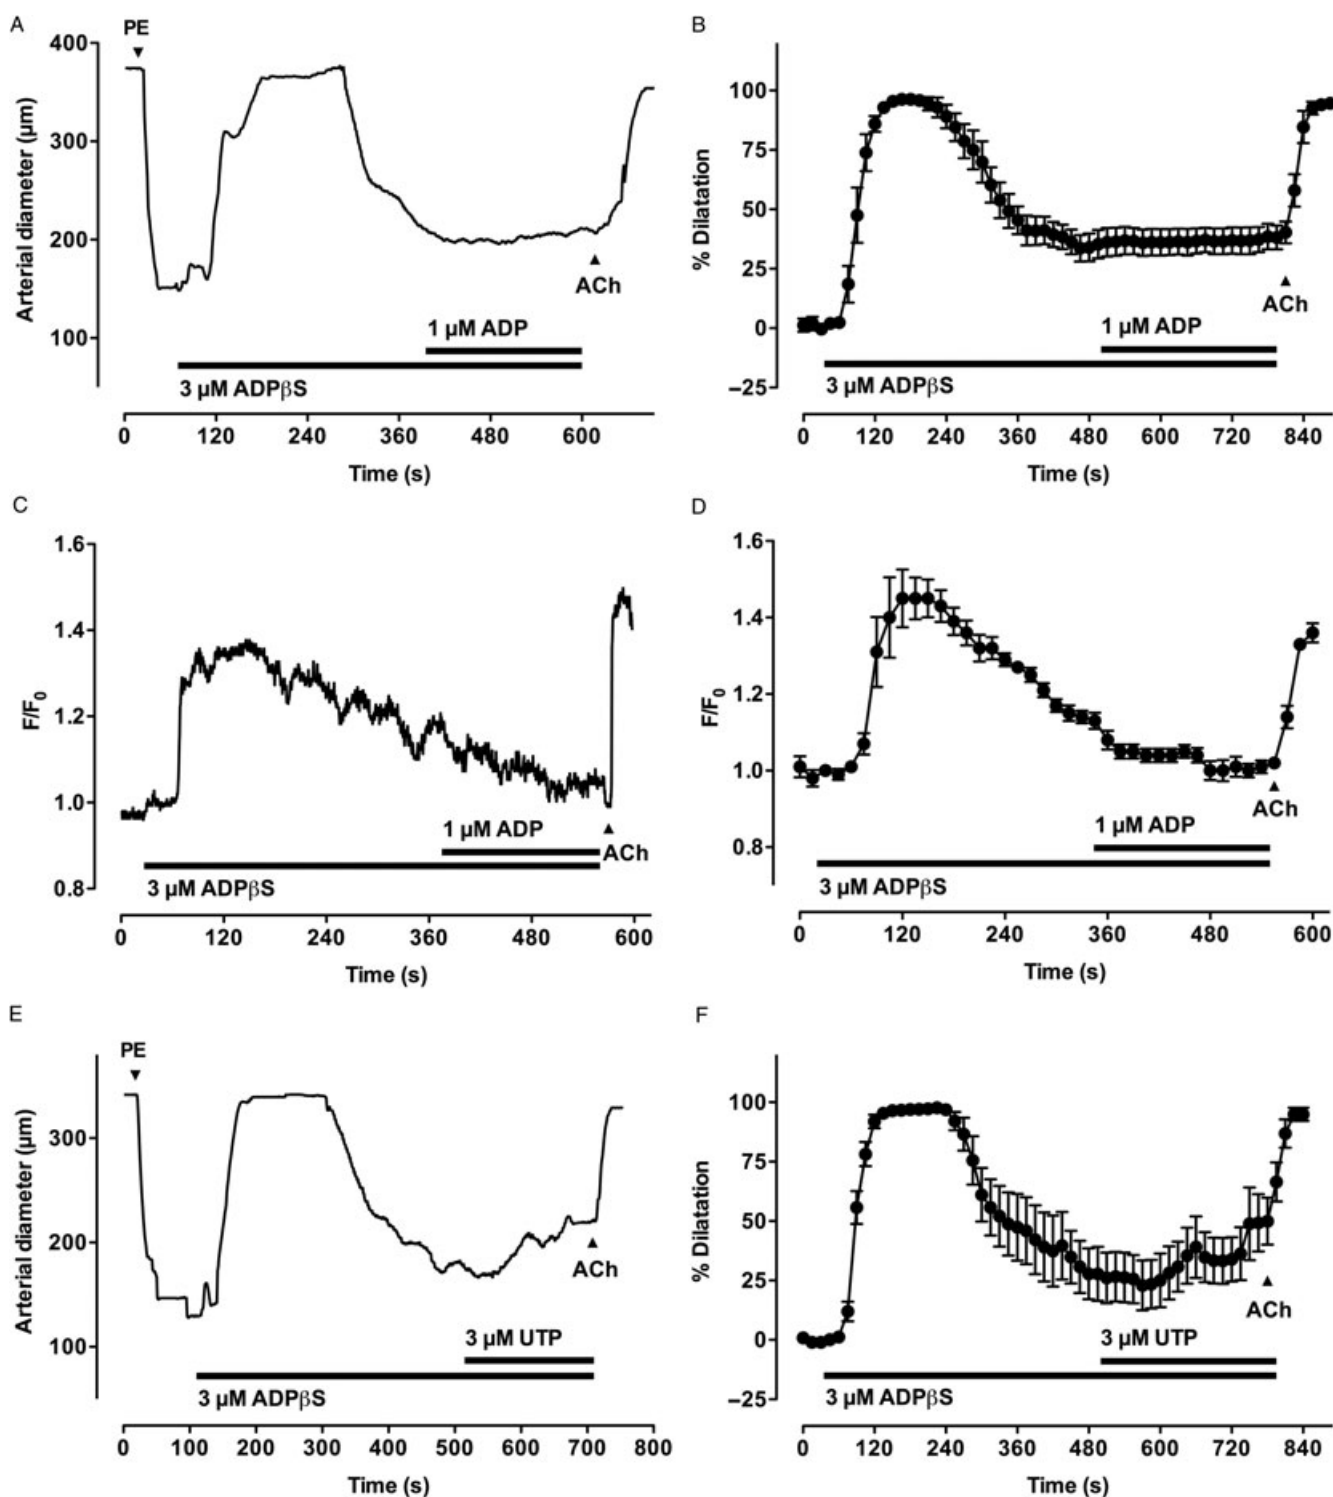 A
PE
400
300
200
100
Arterial diameter (µm)
ACh
1 µM ADP
3 µM ADPβS
0 120 240 360 480 600
Time (s)
B
100
75
50
25
0
−25
% Dilatation
ACh
1 µM ADP
3 µM ADPβS
0 120 240 360 480 600 720 840
Time (s)
C
1.6
1.4
1.2
1.0
0.8
F/F0
1 µM ADP
ACh
3 µM ADPβS
0 120 240 360 480 600
Time (s)
D
1.6
1.4
1.2
1.0
0.8
F/F0
ACh
1 µM ADP
3 µM ADPβS
0 120 240 360 480 600
Time (s)
E
PE
300
200
100
Arterial diameter (µm)
ACh
3 µM UTP
3 µM ADPβS
0 100 200 300 400 500 600 700 800
Time (s)
F
100
75
50
25
0
−25
% Dilatation
ACh
3 µM UTP
3 µM ADPβS
0 120 240 360 480 600 720 840
Time (s)